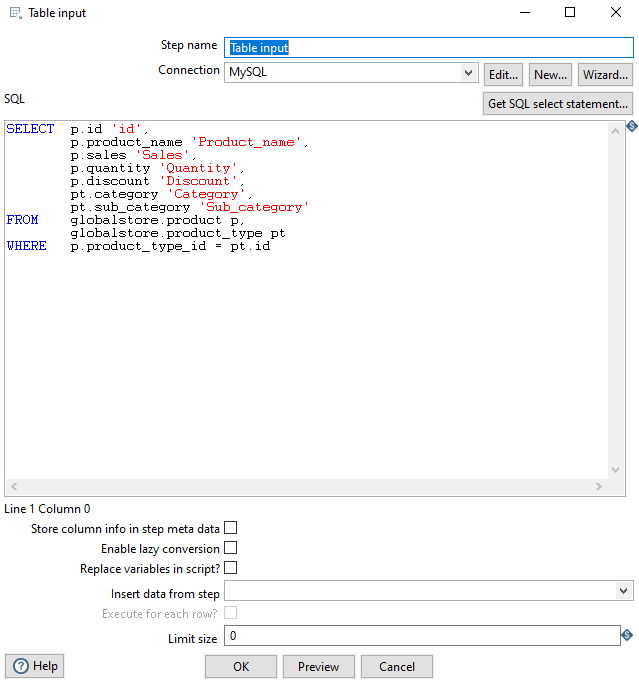 Table input
Step name Table input
Connection MySQL Edit... New... Wizard...
SQL Get SQL select statement...
SELECT p.id 'id',
p.product_name 'Product_name',
p.sales 'Sales',
p.quantity 'Quantity',
p.discount 'Discount',
pt.category 'Category',
pt.sub_category 'Sub_category'
FROM globalstore.product p,
globalstore.product_type pt
WHERE p.product_type_id = pt.id
Line 1 Column 0
Store column info in step meta data
Enable lazy conversion
Replace variables in script?
Insert data from step
Execute for each row?
Limit size 0
Help OK Preview Cancel